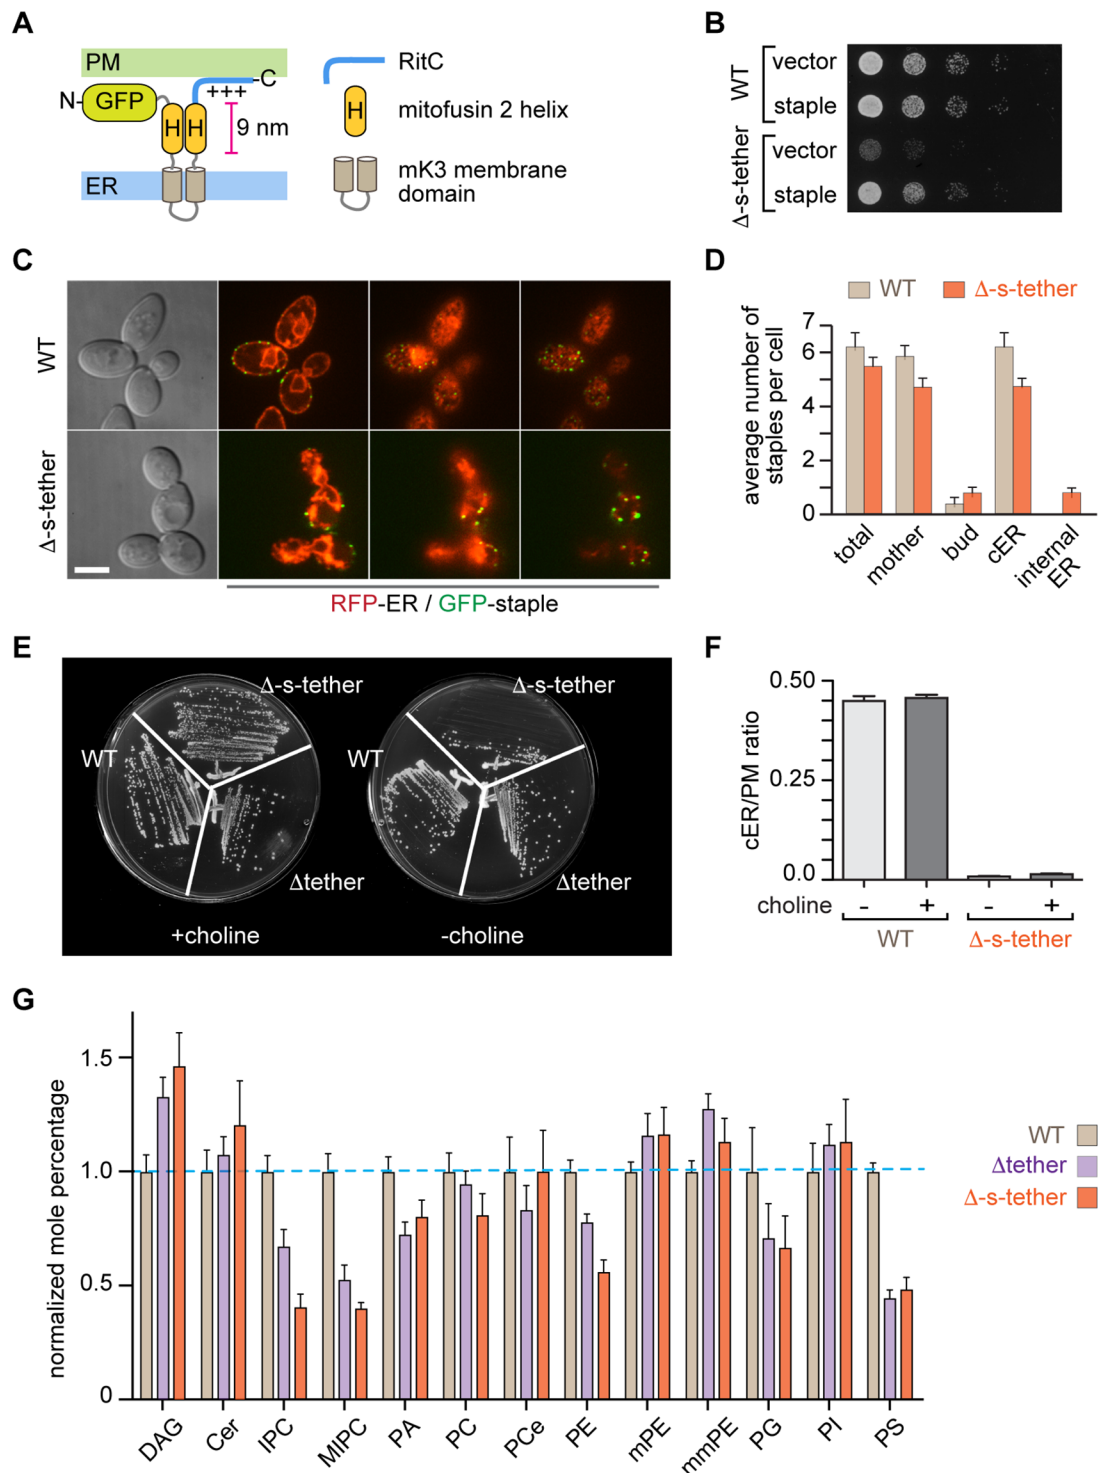 A
PM
N-
GFP
-C
+++
H
H
9 nm
ER
RitC
H
mitofusin 2 helix
mK3 membrane
domain
B
WT
vector
staple
Δ-s-tether
vector
staple
C
WT
Δ-s-tether
RFP-ER / GFP-staple
D
WT
Δ-s-tether
average number of
staples per cell
7
6
4
2
0
total
mother
bud
cER
internal
ER
E
Δ-s-tether
WT
Δtether
+choline
Δ-s-tether
WT
Δtether
-choline
F
cER/PM ratio
0.50
0.25
0.0
choline
-
+
-
+
WT
Δ-s-tether
G
normalized mole percentage
1.5
1.0
0.5
0
DAG
Cer
IPC
MIPC
PA
PC
PCe
PE
mPE
mmPE
PG
PI
PS
WT
Δtether
Δ-s-tether